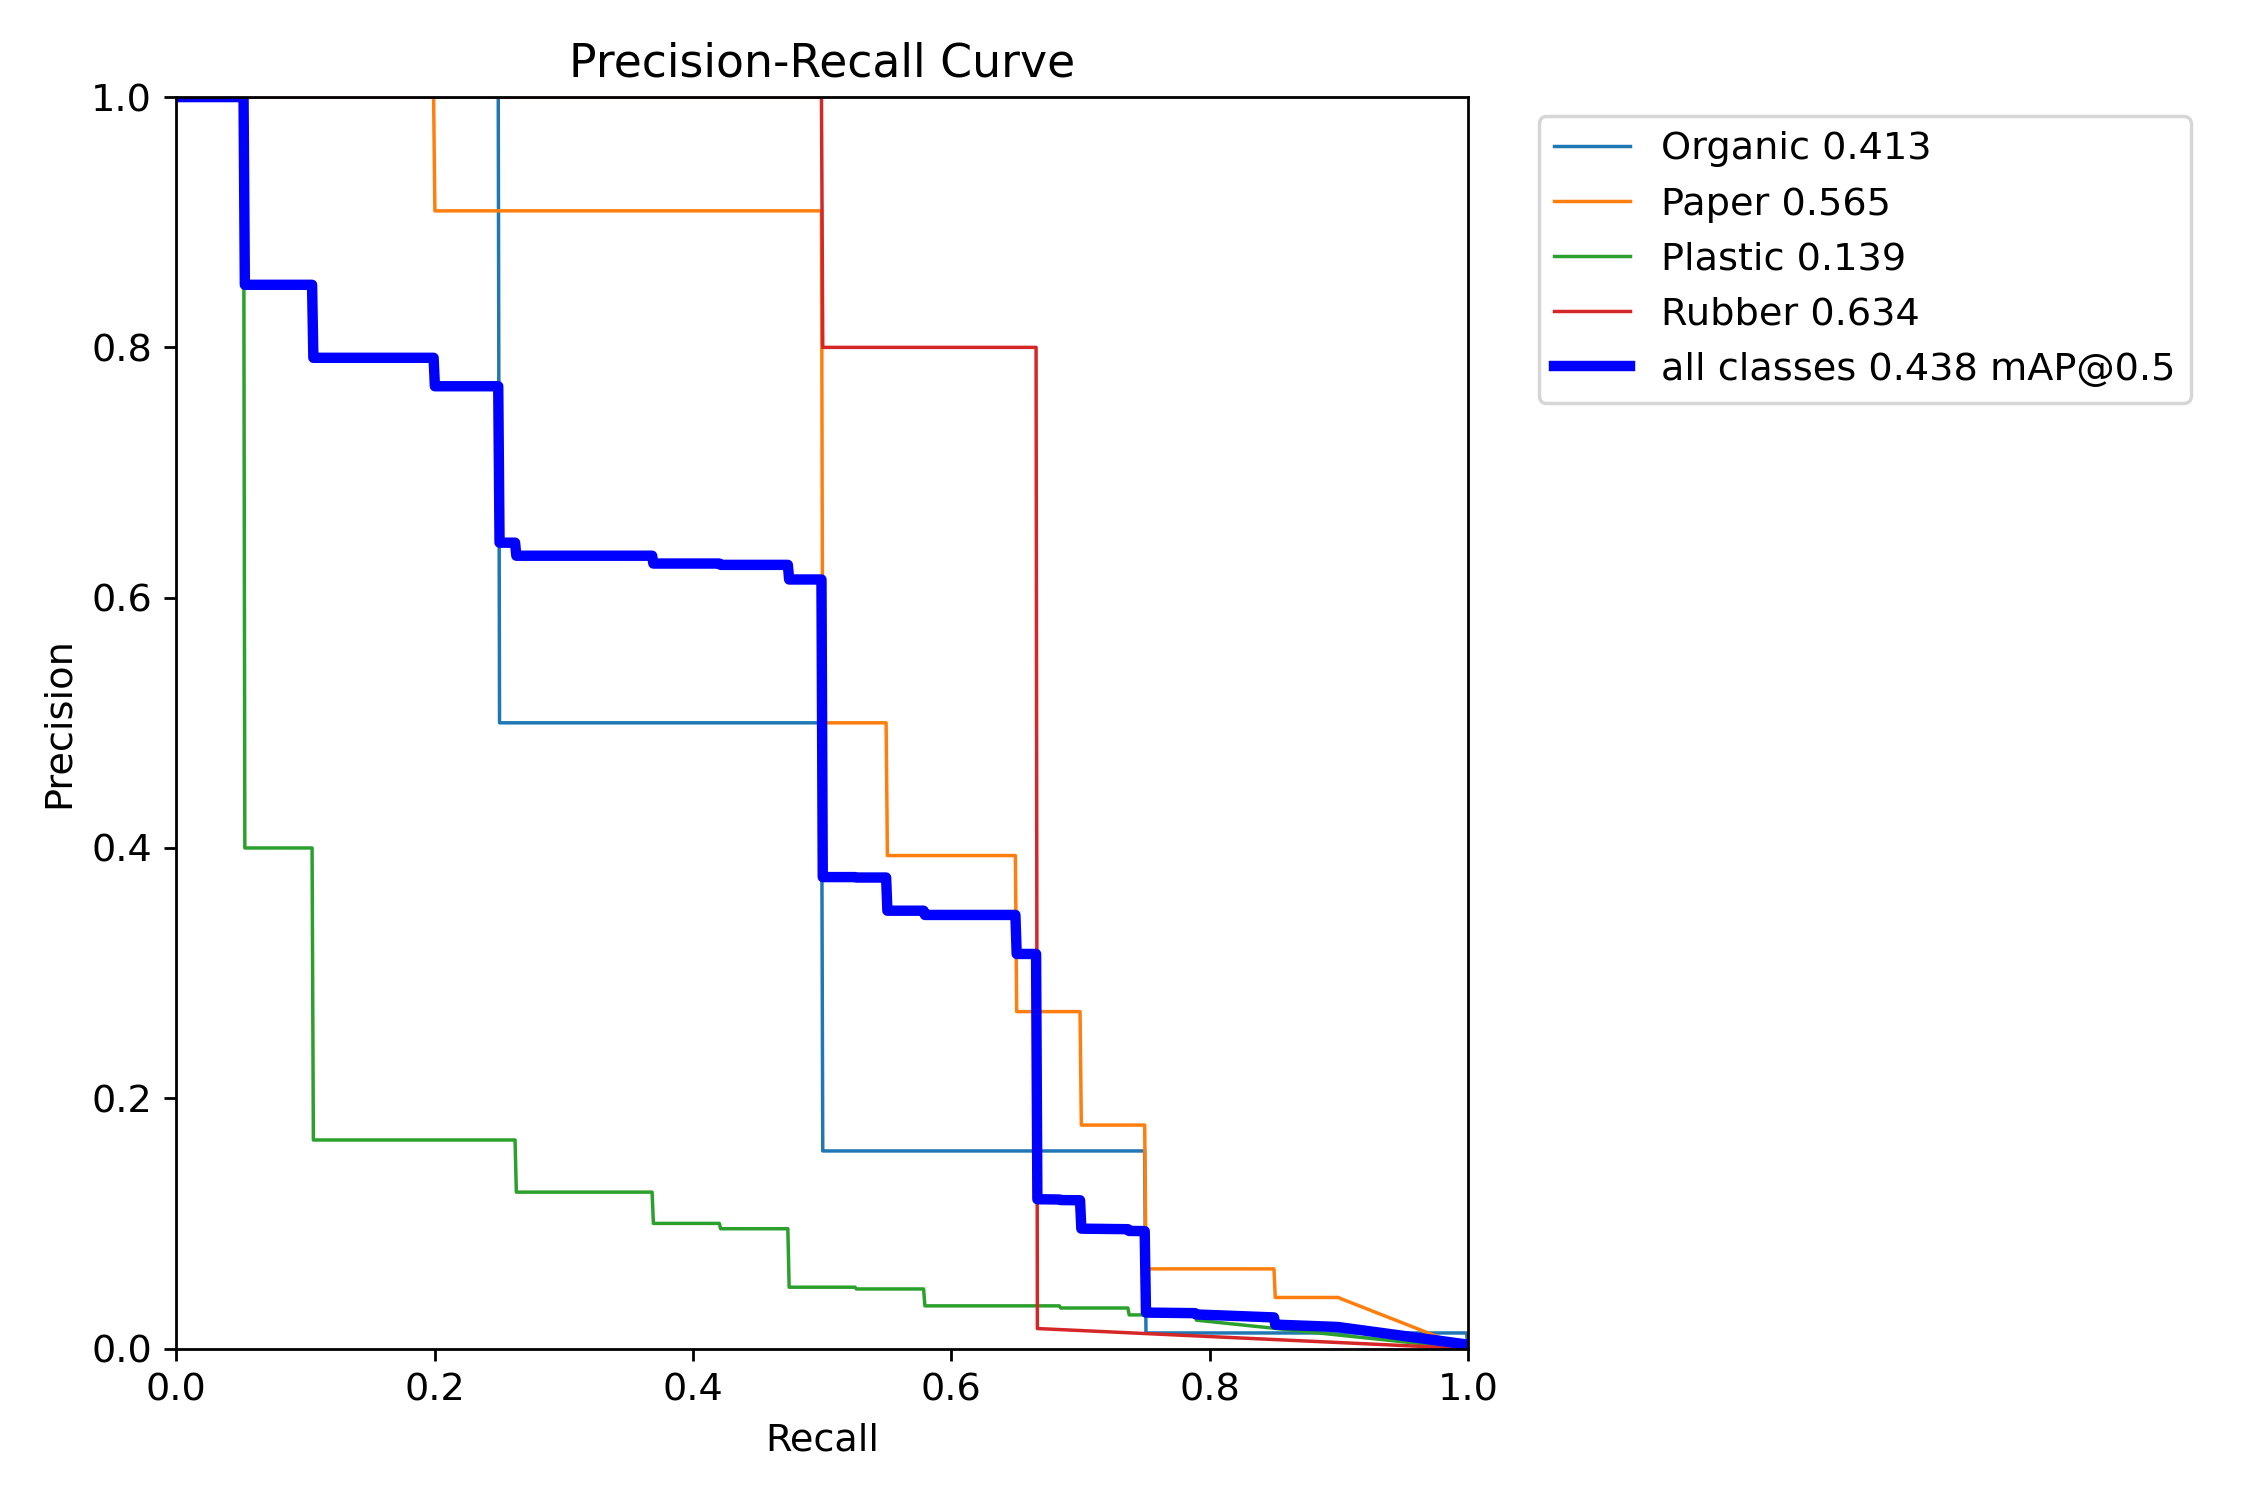 Precision-Recall Curve
1.0
0.8
0.6
0.4
0.2
0.0
Precision
0.0 0.2 0.4 0.6 0.8 1.0
Recall
Organic 0.413
Paper 0.565
Plastic 0.139
Rubber 0.634
all classes 0.438 mAP@0.5